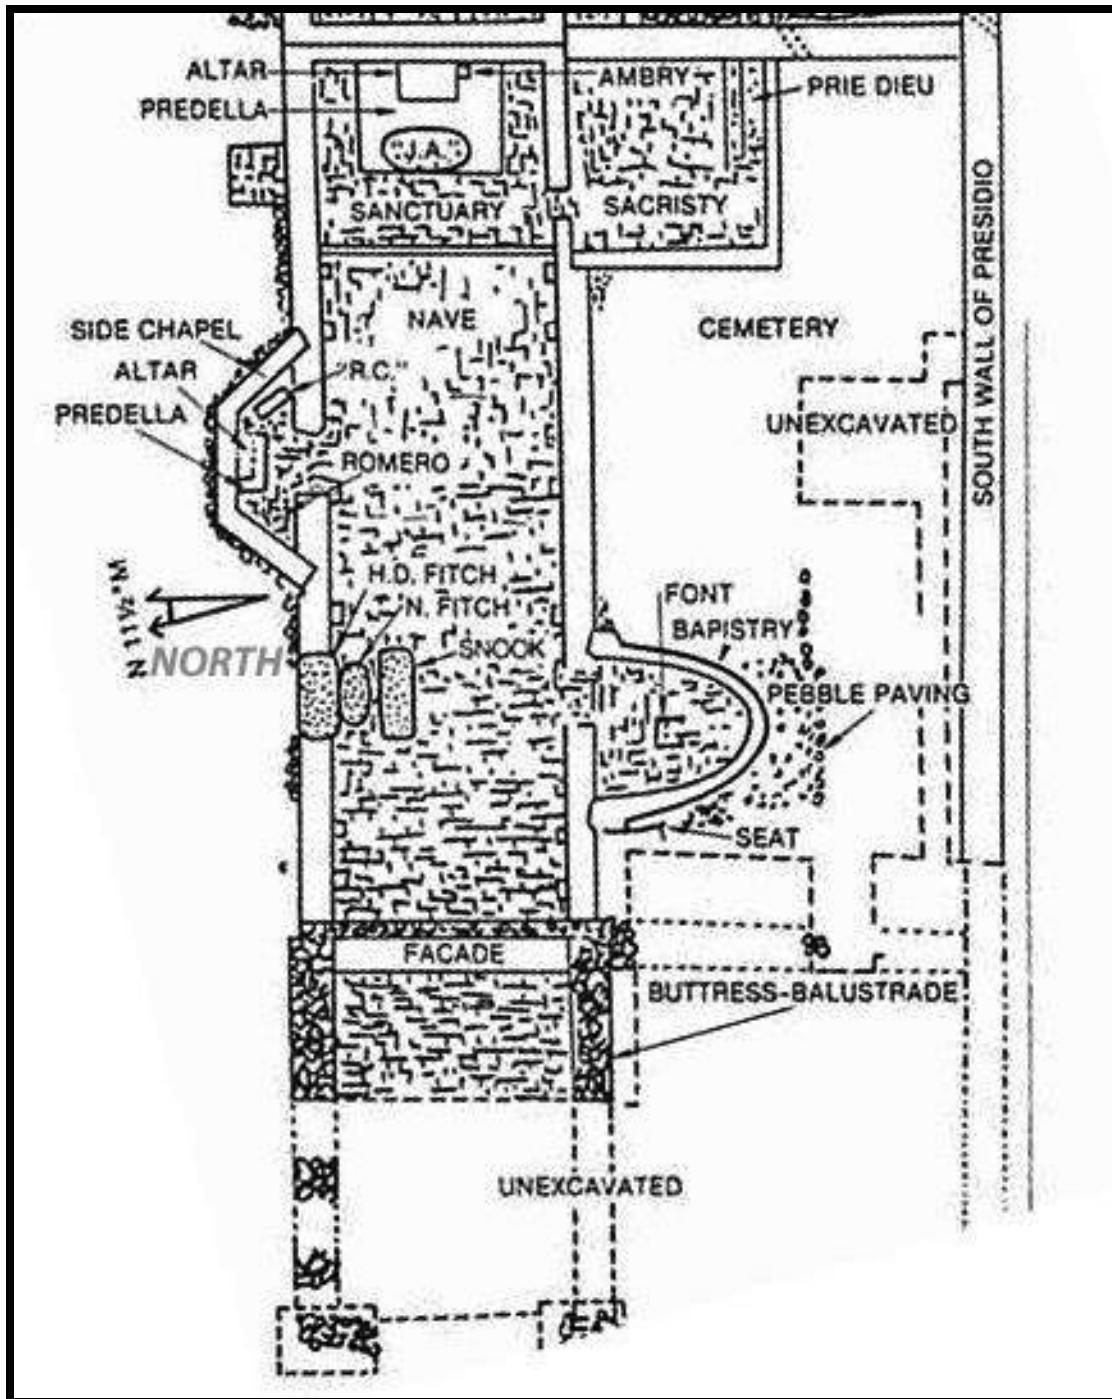 ALTAR
AMBRY
PRIE DIEU
PREDELLA
"J.A."
SANCTUARY
SACRISTY
SOUTH WALL OF PRESIDIO
NAVE
CEMETERY
SIDE CHAPEL
"R.C."
ALTAR
PREDELLA
UNEXCAVATED
ROMERO
H.D. FITCH
N. FITCH
SNOOK
N 11½°M
NORTH
FONT
BAPISTRY
PEBBLE PAVING
SEAT
FACADE
BUTTRESS-BALUSTRADE
UNEXCAVATED